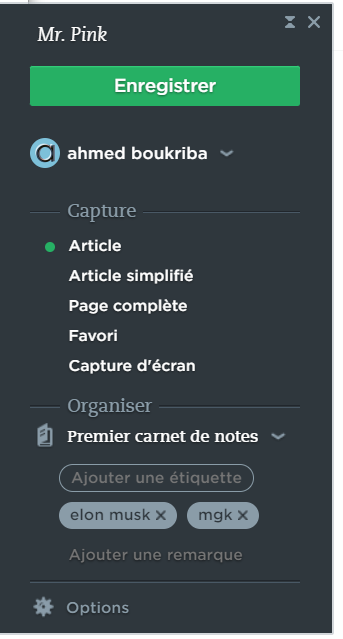 Mr. Pink
Enregistrer
ahmed boukriba
Capture
Article
Article simplifié
Page complète
Favori
Capture d'écran
Organiser
Premier carnet de notes
Ajouter une étiquette
elon musk × mgk ×
Ajouter une remarque
Options